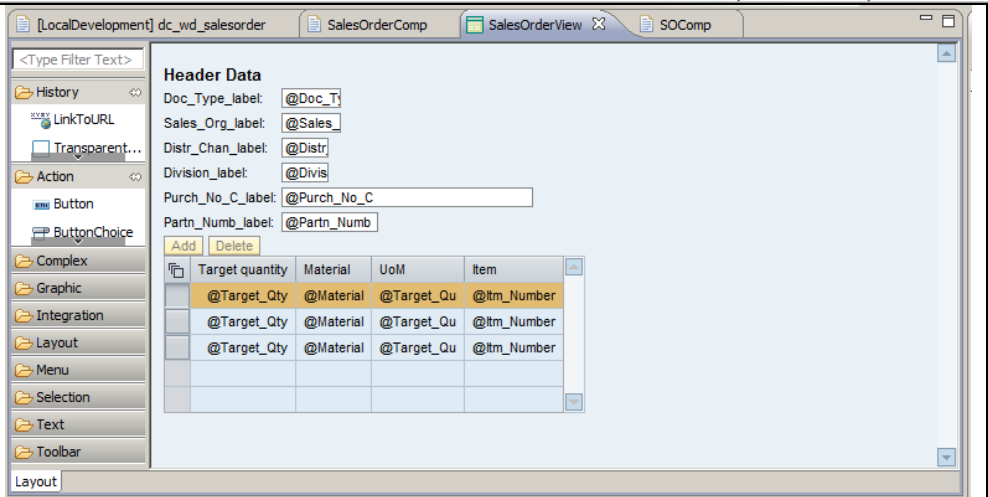 [LocalDevelopment] dc_wd_salesorder SalesOrderComp SalesOrderView SOComp
<Type Filter Text>
History
LinkToURL
Transparent...
Action
Button
ButtonChoice
Complex
Graphic
Integration
Layout
Menu
Selection
Text
Toolbar
Header Data
Doc_Type_label: @Doc_Ty
Sales_Org_label: @Sales_
Distr_Chan_label: @Distr
Division_label: @Divis
Purch_No_C_label: @Purch_No_C
Partn_Numb_label: @Partn_Numb
Add Delete
Target quantity Material UoM Item
@Target_Qty @Material @Target_Qu @Itm_Number
@Target_Qty @Material @Target_Qu @Itm_Number
@Target_Qty @Material @Target_Qu @Itm_Number
Layout